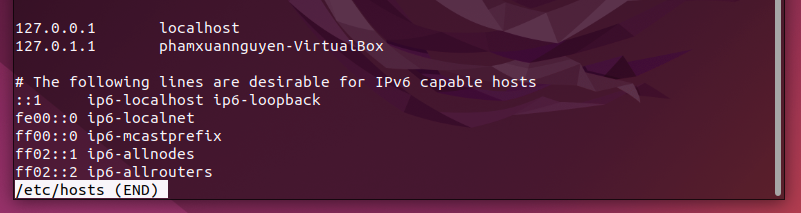 127.0.0.1       localhost
127.0.1.1       phamxuannguyen-VirtualBox
# The following lines are desirable for IPv6 capable hosts
::1     ip6-localhost ip6-loopback
fe00::0 ip6-localnet
ff00::0 ip6-mcastprefix
ff02::1 ip6-allnodes
ff02::2 ip6-allrouters
/etc/hosts (END)